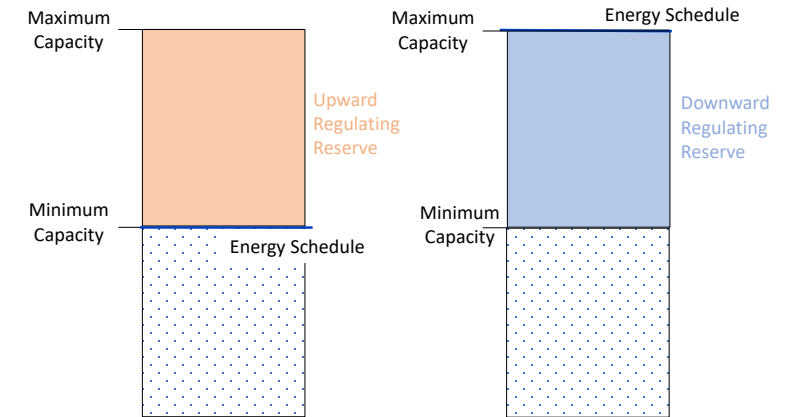 Maximum
Capacity
Upward
Regulating
Reserve
Minimum
Capacity
Energy Schedule
Energy Schedule
Maximum
Capacity
Downward
Regulating
Reserve
Minimum
Capacity